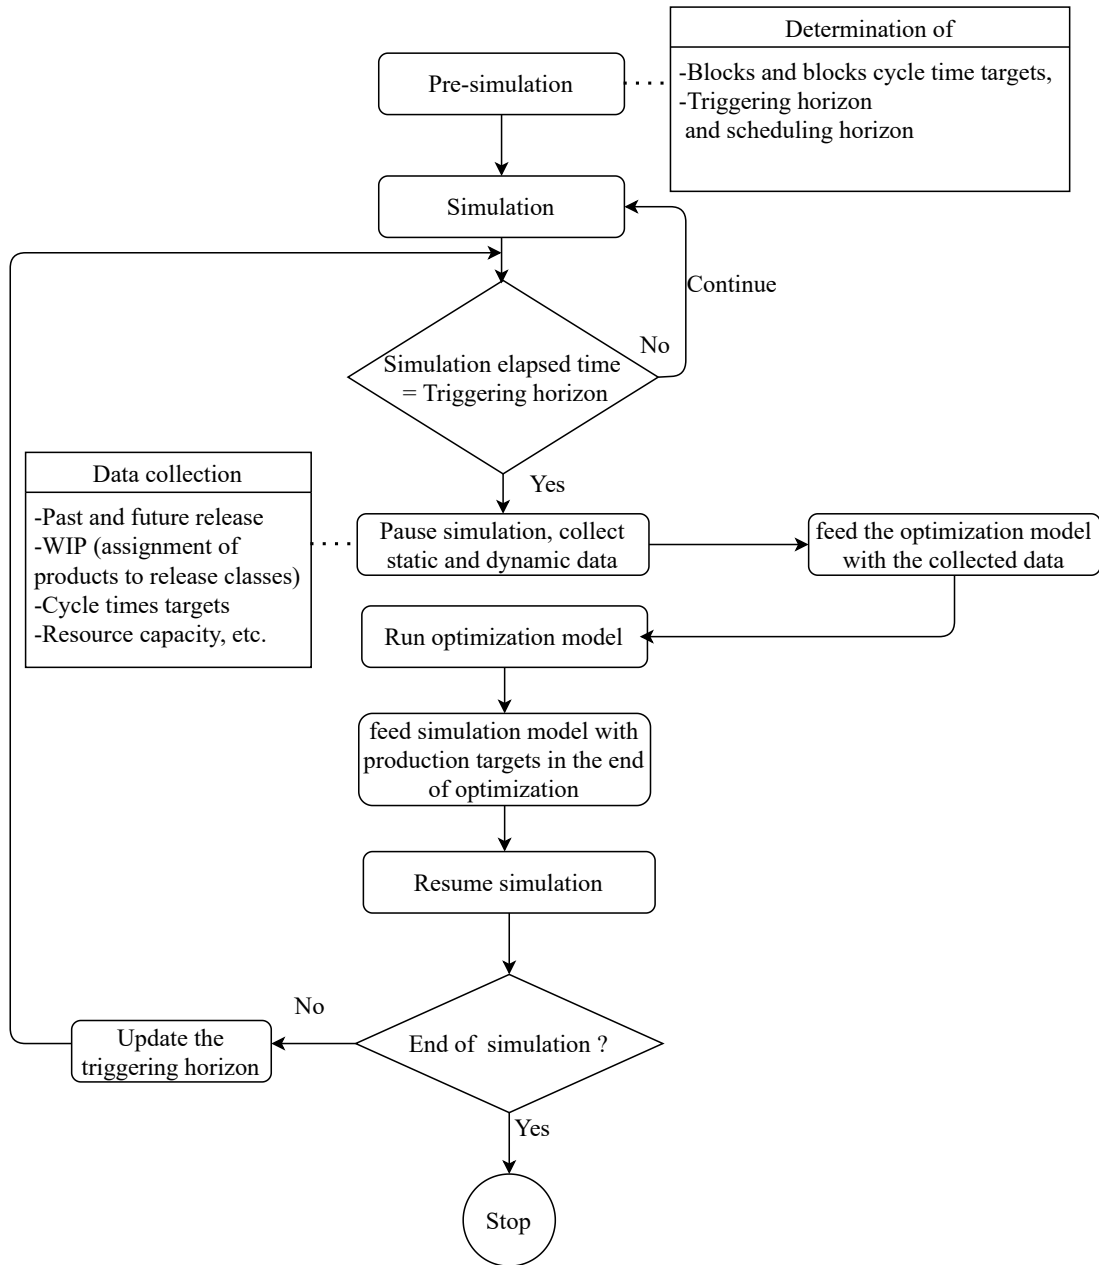 Determination of
-Blocks and blocks cycle time targets,
-Triggering horizon
and scheduling horizon
Pre-simulation
Simulation
Continue
No
Simulation elapsed time
= Triggering horizon
Yes
Data collection
-Past and future release
-WIP (assignment of
products to release classes)
-Cycle times targets
-Resource capacity, etc.
Pause simulation, collect
static and dynamic data
feed the optimization model
with the collected data
Run optimization model
feed simulation model with
production targets in the end
of optimization
Resume simulation
No
Update the
triggering horizon
End of simulation ?
Yes
Stop